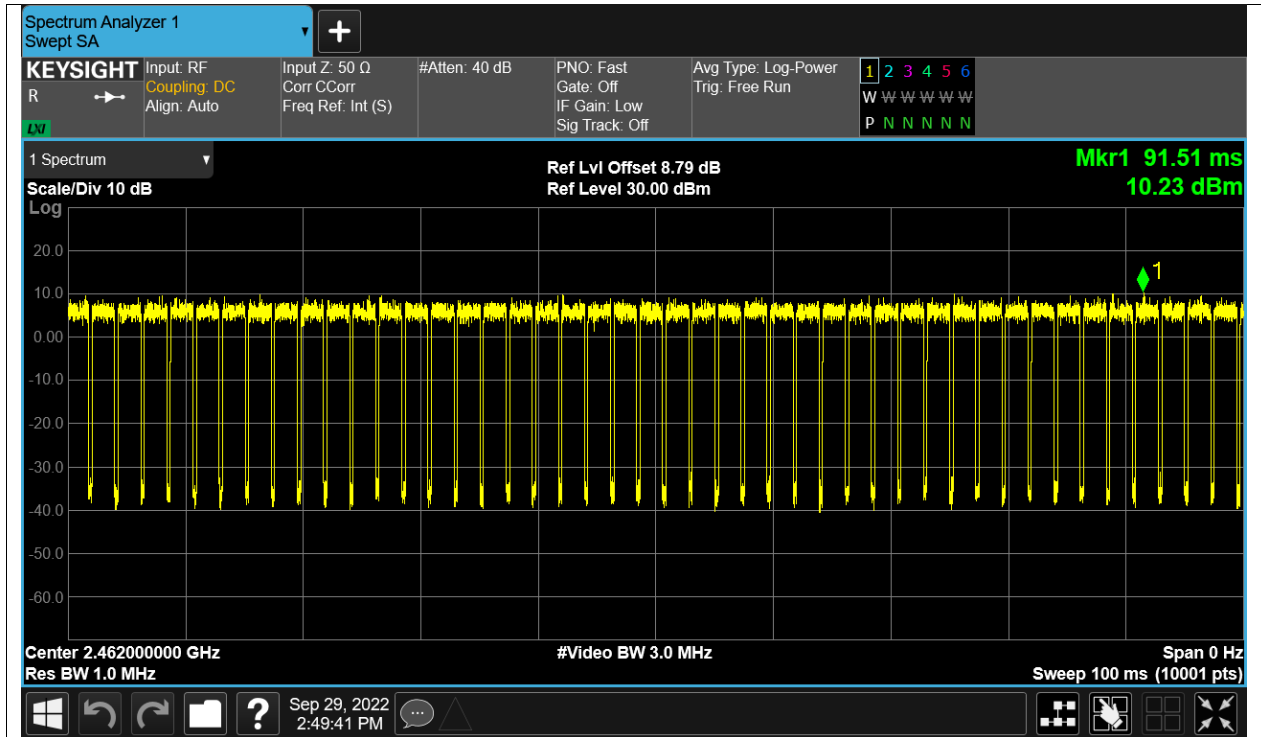 Spectrum Analyzer 1
Swept SA
KEYSIGHT
R
LXI
Input: RF
Coupling: DC
Align: Auto
Input Z: 50 Ω
Corr CCorr
Freq Ref: Int (S)
#Atten: 40 dB
PNO: Fast
Gate: Off
IF Gain: Low
Sig Track: Off
Avg Type: Log-Power
Trig: Free Run
1 2 3 4 5 6
W W W W W W
P N N N N N
1 Spectrum
Scale/Div 10 dB
Log
Ref Lvl Offset 8.79 dB
Ref Level 30.00 dBm
Mkr1 91.51 ms
10.23 dBm
1
20.0
10.0
0.00
-10.0
-20.0
-30.0
-40.0
-50.0
-60.0
Center 2.462000000 GHz
#Video BW 3.0 MHz
Span 0 Hz
Res BW 1.0 MHz
Sweep 100 ms (10001 pts)
?
Sep 29, 2022
2:49:41 PM